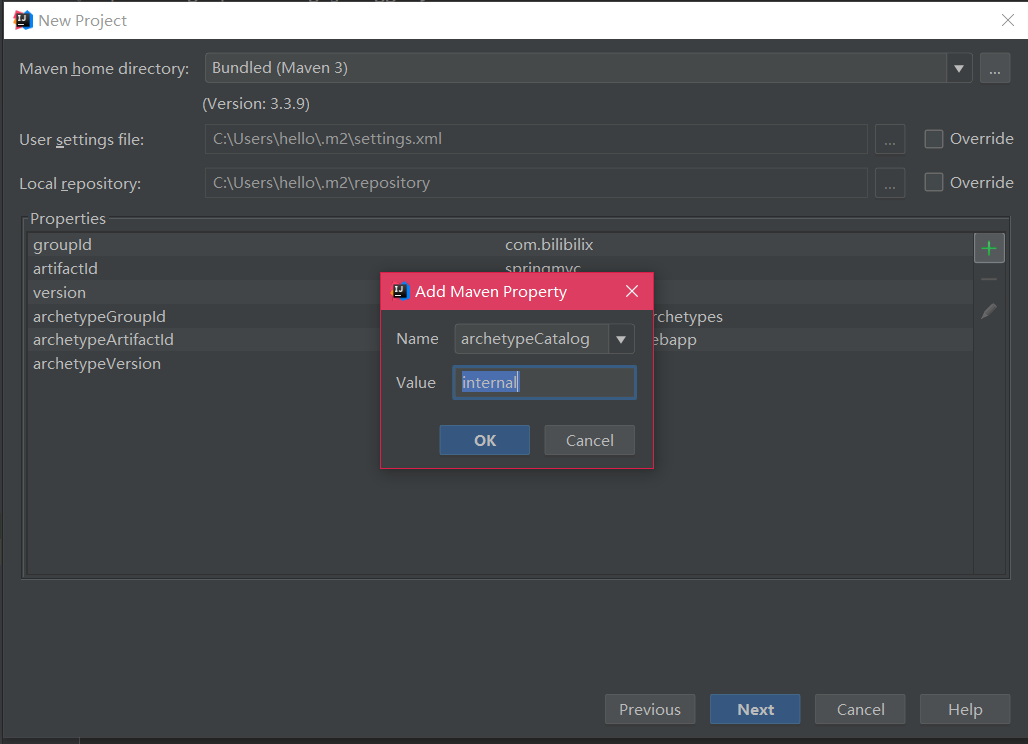 New Project
Maven home directory: Bundled (Maven 3) ...
(Version: 3.3.9)
User settings file: C:\Users\hello\.m2\settings.xml ... Override
Local repository: C:\Users\hello\.m2\repository ... Override
Properties
groupId com.bilibilix
artifactId springmvc
version
archetypeGroupId rchetypes
archetypeArtifactId ebapp
archetypeVersion
Add Maven Property
Name archetypeCatalog
Value internal
OK Cancel
Previous Next Cancel Help